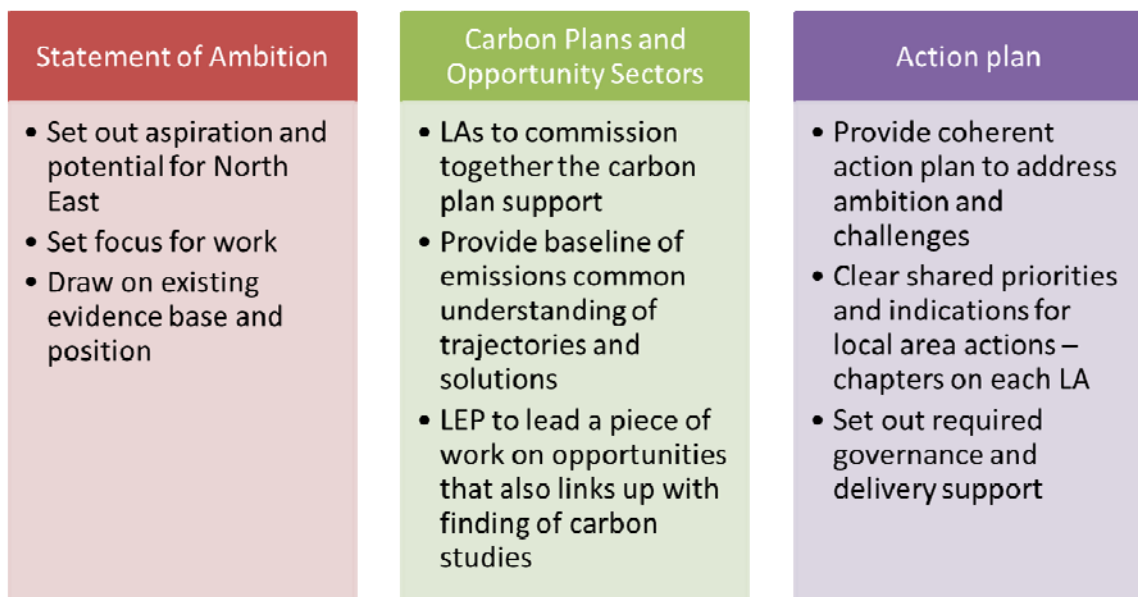 Statement of Ambition
• Set out aspiration and
potential for North
East
• Set focus for work
• Draw on existing
evidence base and
position
Carbon Plans and
Opportunity Sectors
• LAs to commission
together the carbon
plan support
• Provide baseline of
emissions common
understanding of
trajectories and
solutions
• LEP to lead a piece of
work on opportunities
that also links up with
finding of carbon
studies
Action plan
• Provide coherent
action plan to address
ambition and
challenges
• Clear shared priorities
and indications for
local area actions –
chapters on each LA
• Set out required
governance and
delivery support